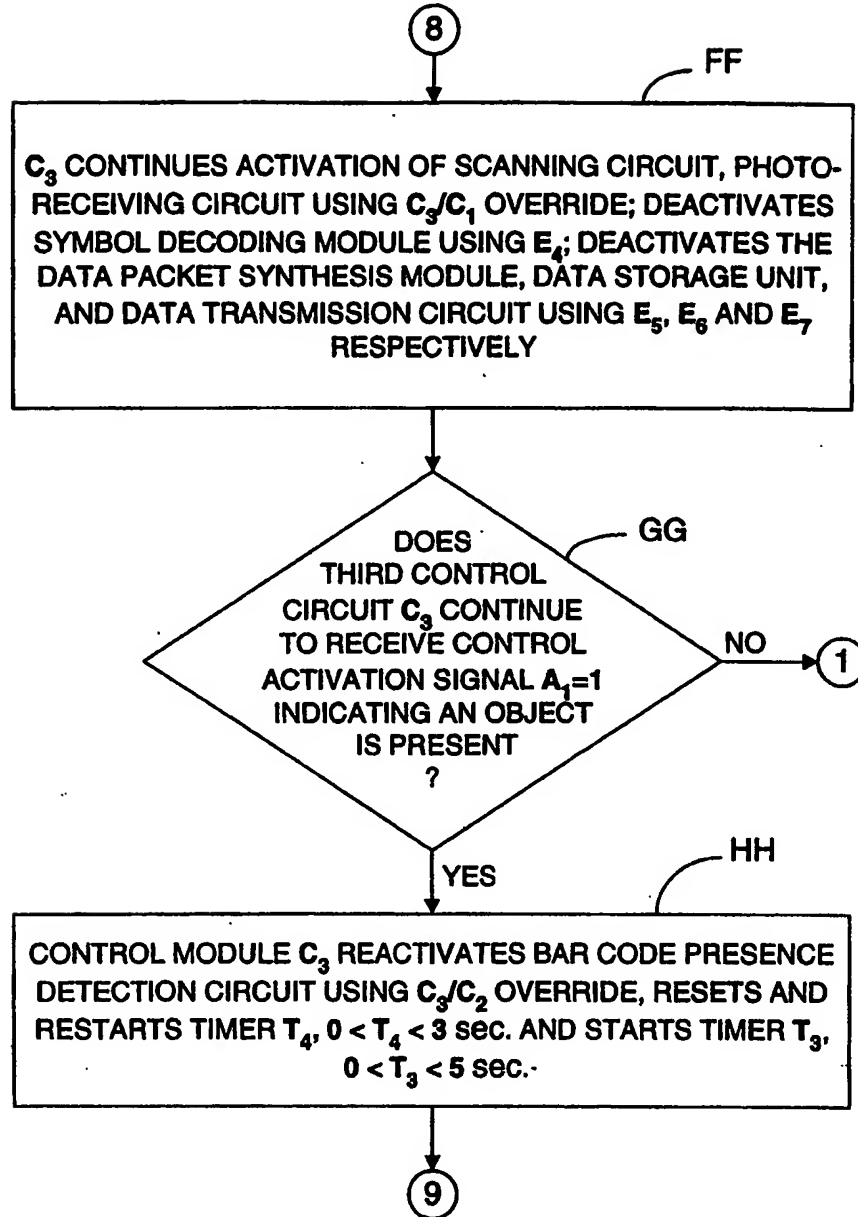 8
FF
C₃ CONTINUES ACTIVATION OF SCANNING CIRCUIT, PHOTO-
RECEIVING CIRCUIT USING C₃/C₁ OVERRIDE; DEACTIVATES
SYMBOL DECODING MODULE USING E₄; DEACTIVATES THE
DATA PACKET SYNTHESIS MODULE, DATA STORAGE UNIT,
AND DATA TRANSMISSION CIRCUIT USING E₅, E₆ AND E₇
RESPECTIVELY
GG
DOES
THIRD CONTROL
CIRCUIT C₃ CONTINUE
TO RECEIVE CONTROL
ACTIVATION SIGNAL A₁=1
INDICATING AN OBJECT
IS PRESENT
?
NO
1
YES
HH
CONTROL MODULE C₃ REACTIVATES BAR CODE PRESENCE
DETECTION CIRCUIT USING C₃/C₂ OVERRIDE, RESETS AND
RESTARTS TIMER T₄, 0 < T₄ < 3 sec. AND STARTS TIMER T₃,
0 < T₃ < 5 sec.
9